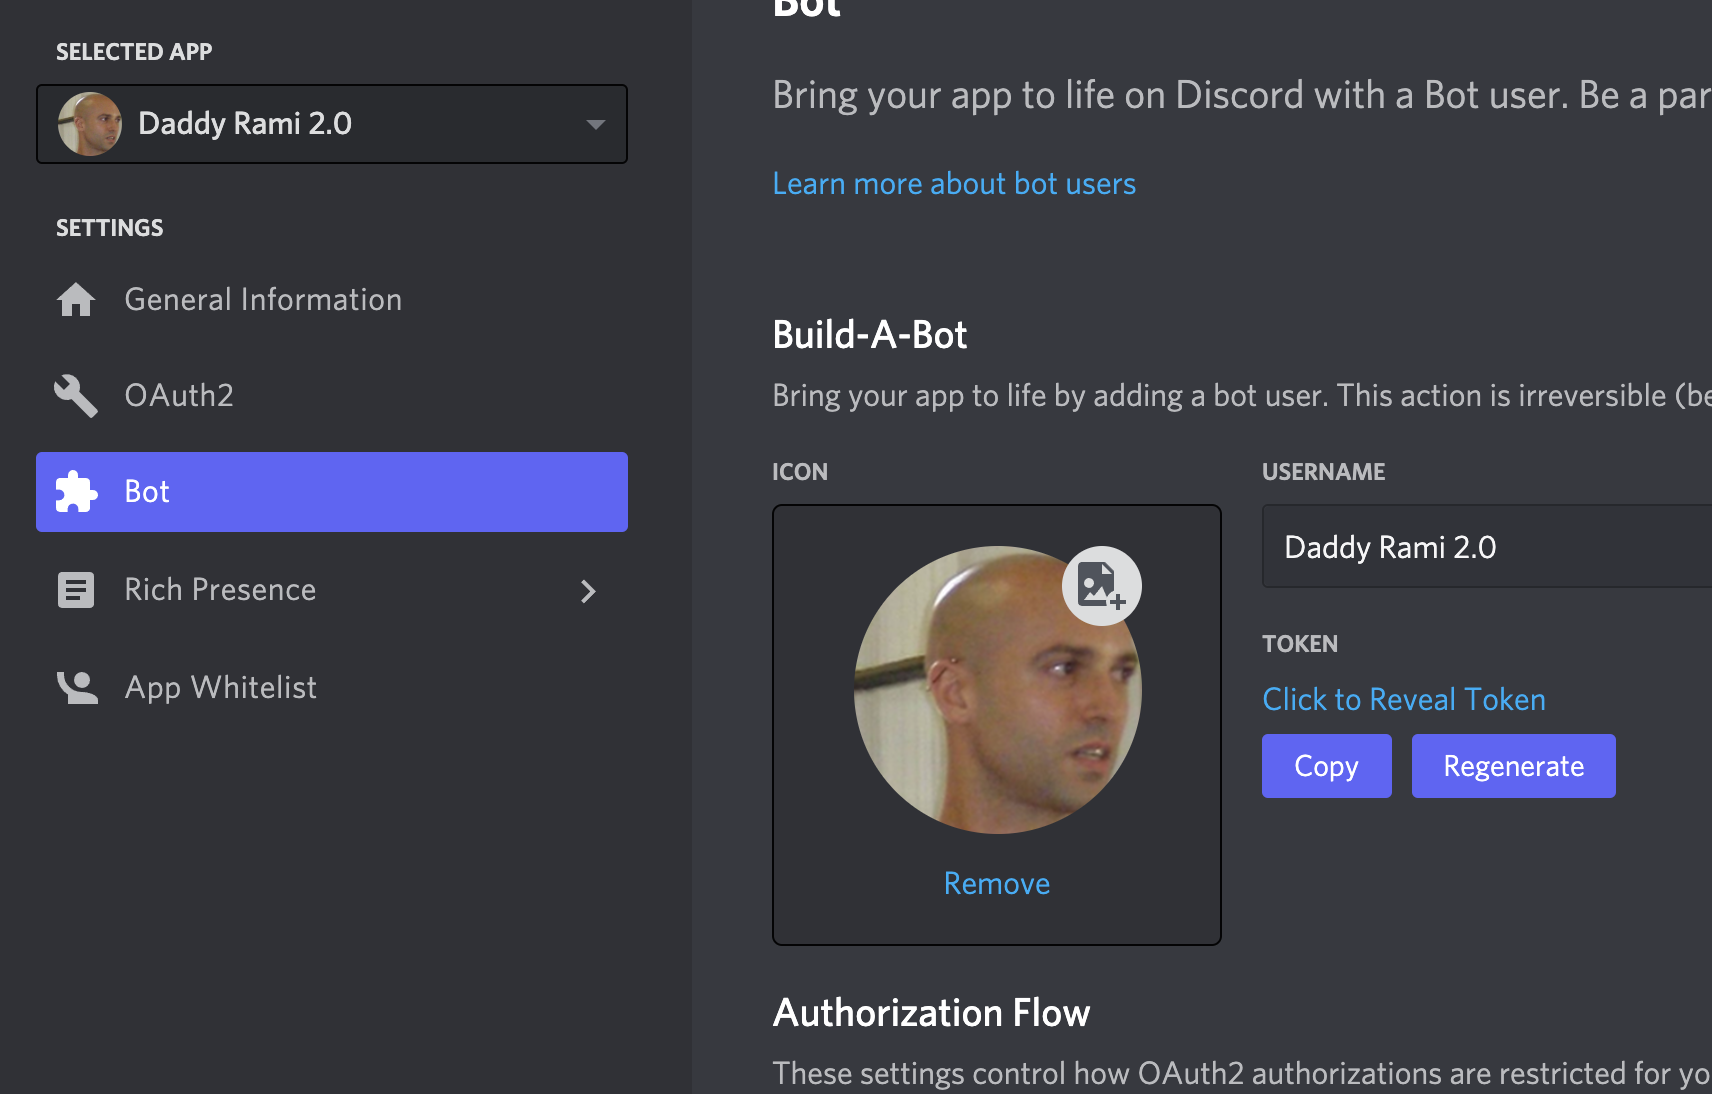 SELECTED APP
Daddy Rami 2.0
SETTINGS
General Information
OAuth2
Bot
Rich Presence
App Whitelist
Bot
Bring your app to life on Discord with a Bot user. Be a par
Learn more about bot users
Build-A-Bot
Bring your app to life by adding a bot user. This action is irreversible (be
ICON
Remove
USERNAME
Daddy Rami 2.0
TOKEN
Click to Reveal Token
Copy Regenerate
Authorization Flow
These settings control how OAuth2 authorizations are restricted for yo